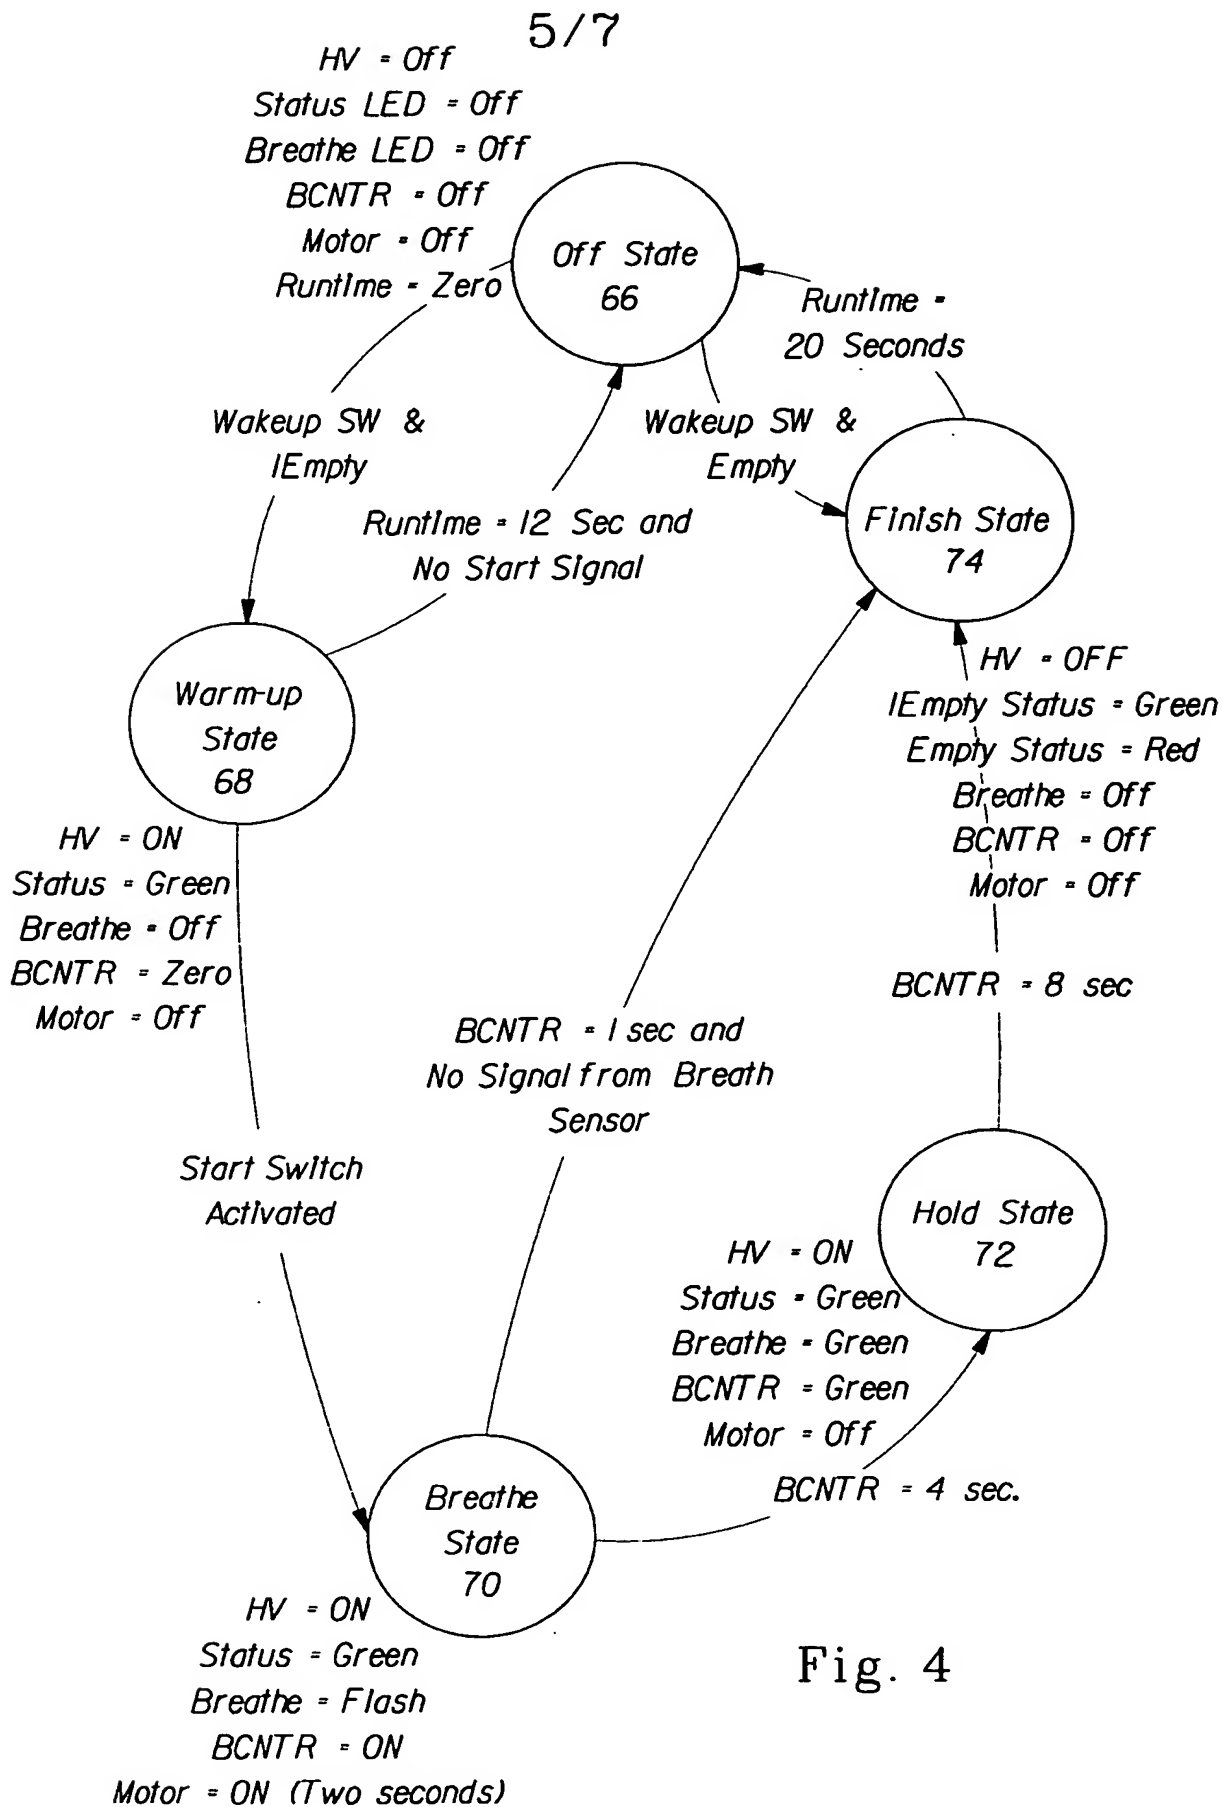 5/7
HV = Off
Status LED = Off
Breathe LED = Off
BCNTR = Off
Motor = Off
Runtime = Zero
Off State
66
Runtime =
20 Seconds
Wakeup SW &
!Empty
Wakeup SW &
Empty
Runtime = 12 Sec and
No Start Signal
Finish State
74
Warm-up
State
68
HV = OFF
!Empty Status = Green
Empty Status = Red
Breathe = Off
BCNTR = Off
Motor = Off
HV = ON
Status = Green
Breathe = Off
BCNTR = Zero
Motor = Off
BCNTR = 8 sec
BCNTR = 1 sec and
No Signal from Breath
Sensor
Start Switch
Activated
Hold State
72
HV = ON
Status = Green
Breathe = Green
BCNTR = Green
Motor = Off
BCNTR = 4 sec.
Breathe
State
70
HV = ON
Status = Green
Breathe = Flash
BCNTR = ON
Motor = ON (Two seconds)
Fig. 4